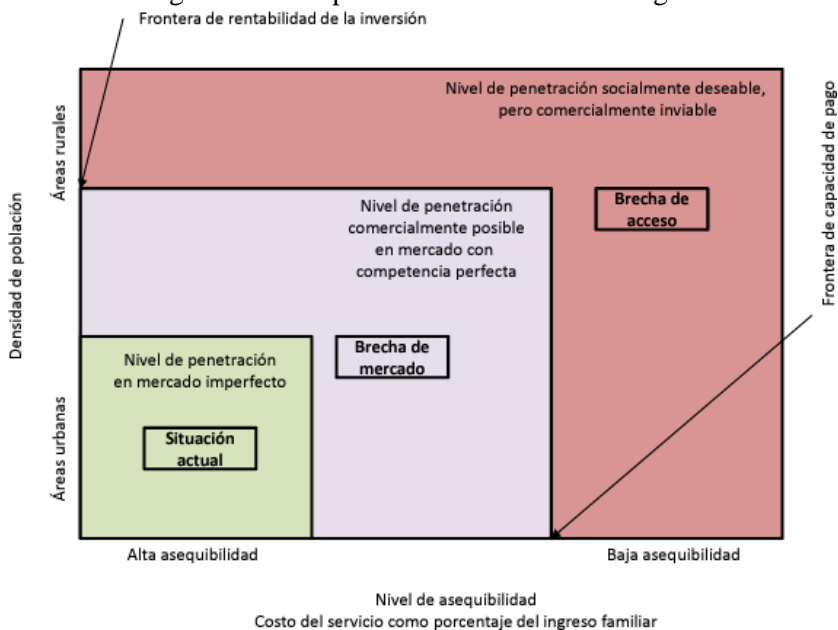 Frontera de rentabilidad de la inversión
Nivel de penetración socialmente deseable,
pero comercialmente inviable
Áreas rurales
Frontera de capacidad de pago
Brecha de
acceso
Nivel de penetración
comercialmente posible
en mercado con
competencia perfecta
Densidad de población
Brecha de
mercado
Nivel de penetración
en mercado imperfecto
Áreas urbanas
Situación
actual
Alta asequibilidad
Baja asequibilidad
Nivel de asequibilidad
Costo del servicio como porcentaje del ingreso familiar